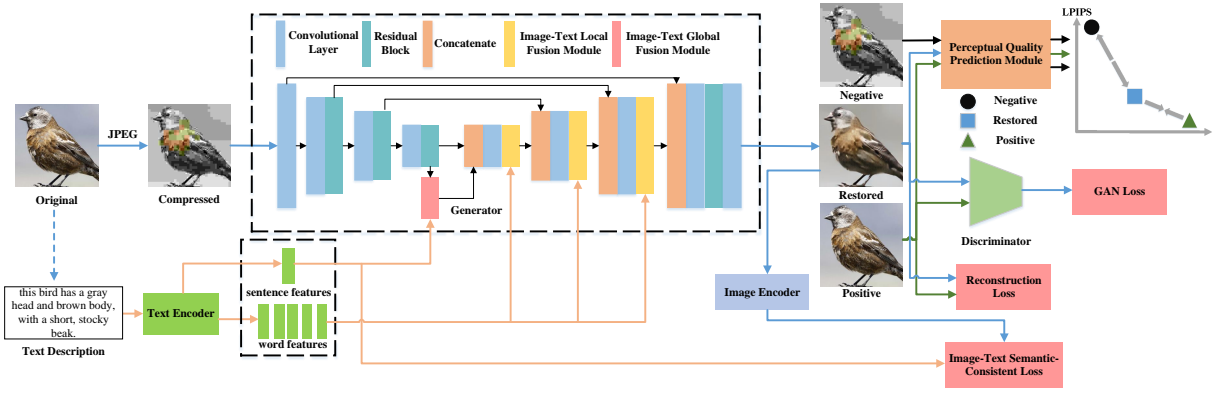 Convolutional
Layer
Residual
Block
Concatenate
Image-Text Local
Fusion Module
Image-Text Global
Fusion Module
JPEG
Original
Compressed
Generator
Negative
Restored
Positive
Perceptual Quality
Prediction Module
LPIPS
Negative
Restored
Positive
Discriminator
GAN Loss
Reconstruction
Loss
Image Encoder
Image-Text Semantic-
Consistent Loss
this bird has a gray
head and brown body,
with a short, stocky
beak.
Text Description
Text Encoder
sentence features
word features